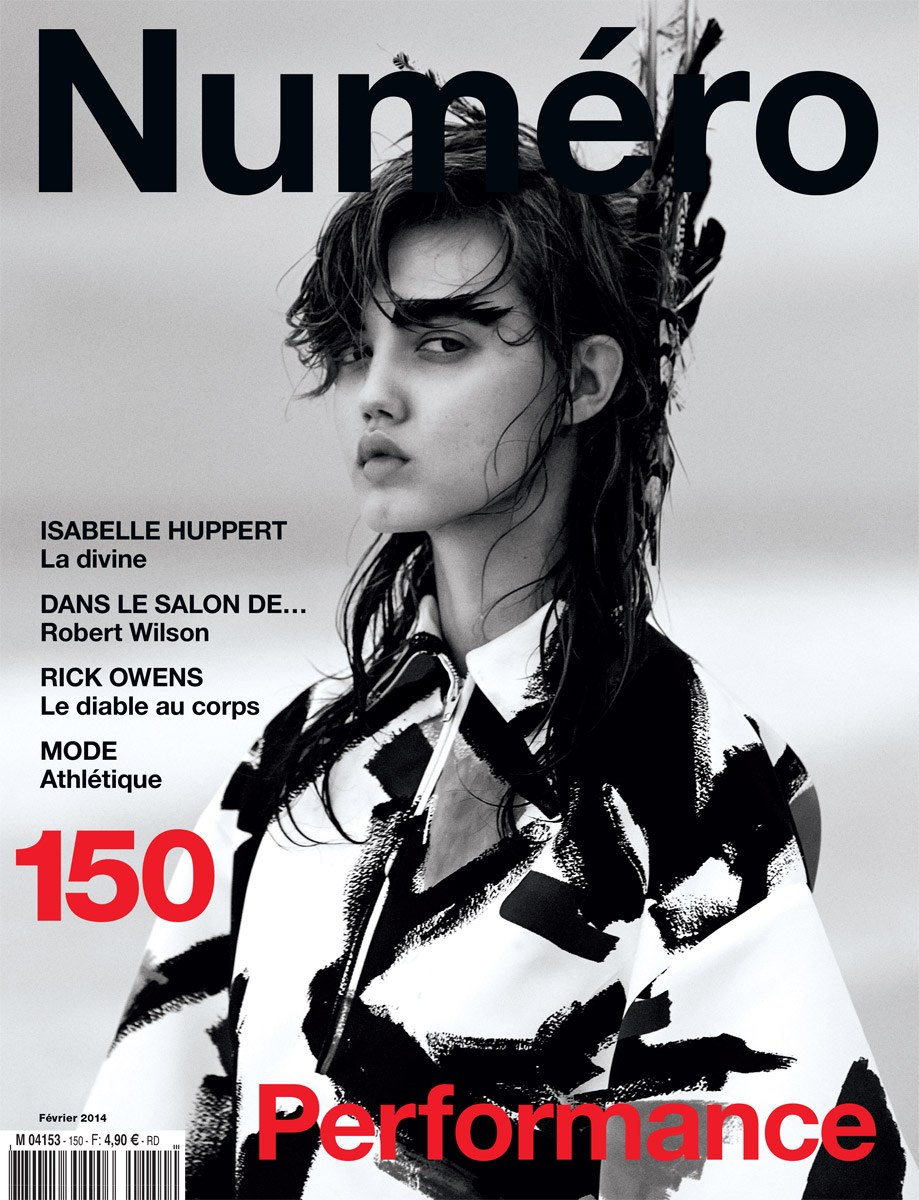 Numéro
ISABELLE HUPPERT
La divine
DANS LE SALON DE…
Robert Wilson
RICK OWENS
Le diable au corps
MODE
Athlétique
150
Performance
Février 2014
M 04153 - 150 - F: 4,90 € - RD